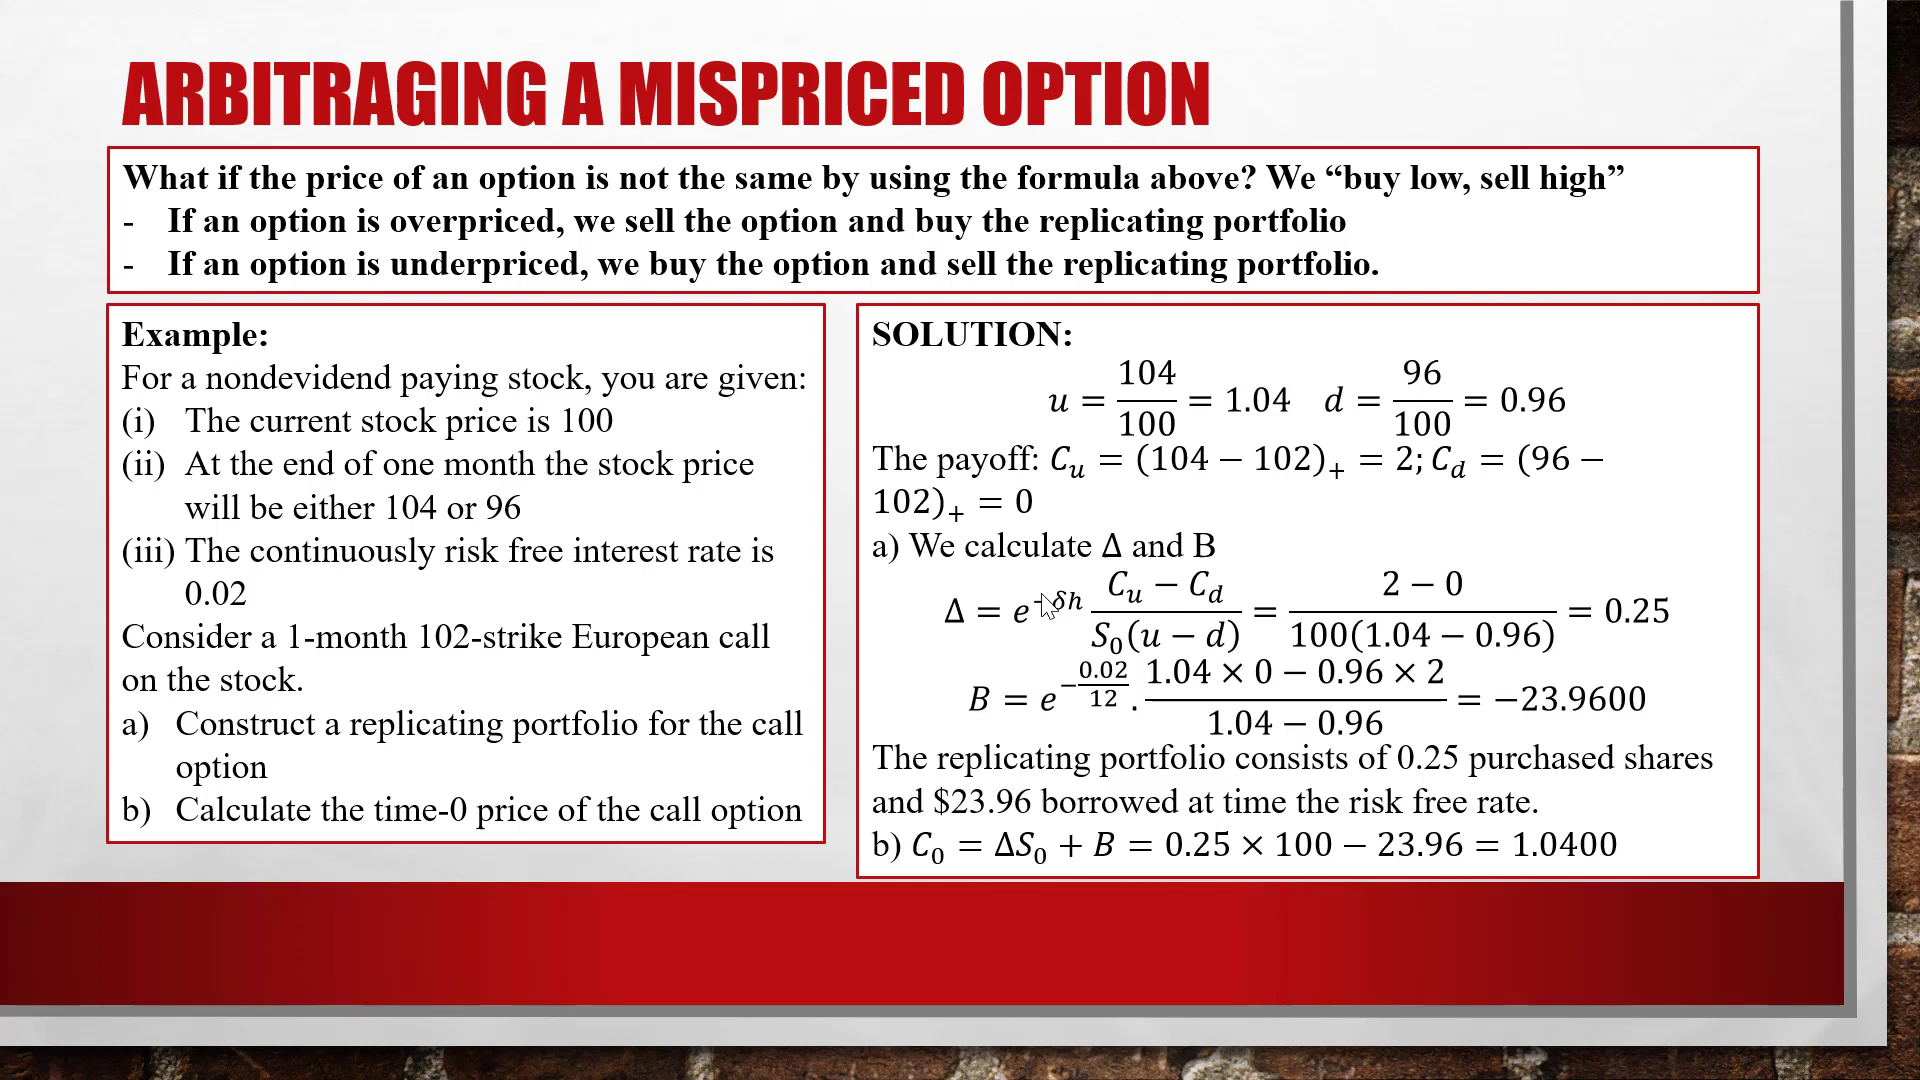 ARBITRAGING A MISPRICED OPTION
What if the price of an option is not the same by using the formula above? We “buy low, sell high”
- If an option is overpriced, we sell the option and buy the replicating portfolio
- If an option is underpriced, we buy the option and sell the replicating portfolio.
Example:
For a nondevidend paying stock, you are given:
(i) The current stock price is 100
(ii) At the end of one month the stock price
will be either 104 or 96
(iii) The continuously risk free interest rate is
0.02
Consider a 1-month 102-strike European call
on the stock.
a) Construct a replicating portfolio for the call
option
b) Calculate the time-0 price of the call option
SOLUTION:
u = 104/100 = 1.04 d = 96/100 = 0.96
The payoff: C_u = (104 − 102)_+ = 2; C_d = (96 −
102)_+ = 0
a) We calculate Δ and B
Δ = e^{-δh} (C_u − C_d)/(S_0(u − d)) = (2 − 0)/(100(1.04 − 0.96)) = 0.25
B = e^{−0.02/12} . (1.04 × 0 − 0.96 × 2)/(1.04 − 0.96) = −23.9600
The replicating portfolio consists of 0.25 purchased shares
and $23.96 borrowed at time the risk free rate.
b) C_0 = ΔS_0 + B = 0.25 × 100 − 23.96 = 1.0400